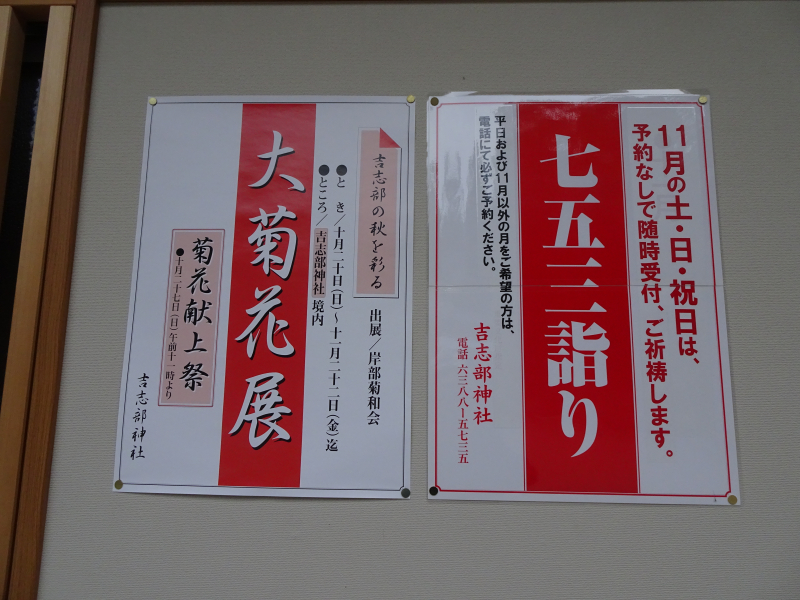 11月の土・日・祝日は、
予約なしで随時受付、ご祈祷します。
七五三詣り
平日および11月以外の月をご希望の方は、
電話にて必ずご予約ください。
吉志部神社
電話 六三八八ー五七三五
吉志部の秋を彩る
出展／岸部菊和会
●と き／十月二十日(日)～十一月二十二日(金)迄
●ところ／吉志部神社 境内
大菊花展
菊花献上祭
●十月二十七日(日)午前十一時より
吉志部神社